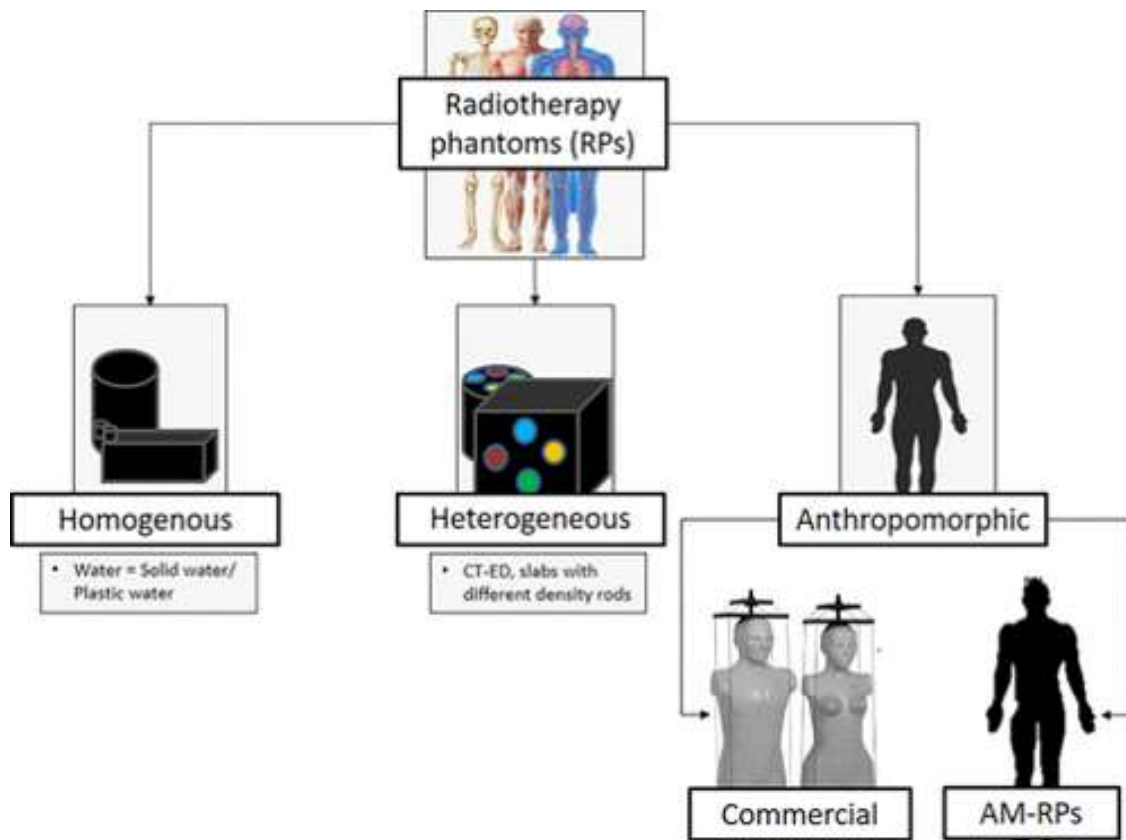 Radiotherapy
phantoms (RPs)
Homogenous
• Water = Solid water/
Plastic water
Heterogeneous
• CT-ED, slabs with
different density rods
Anthropomorphic
Commercial
AM-RPs